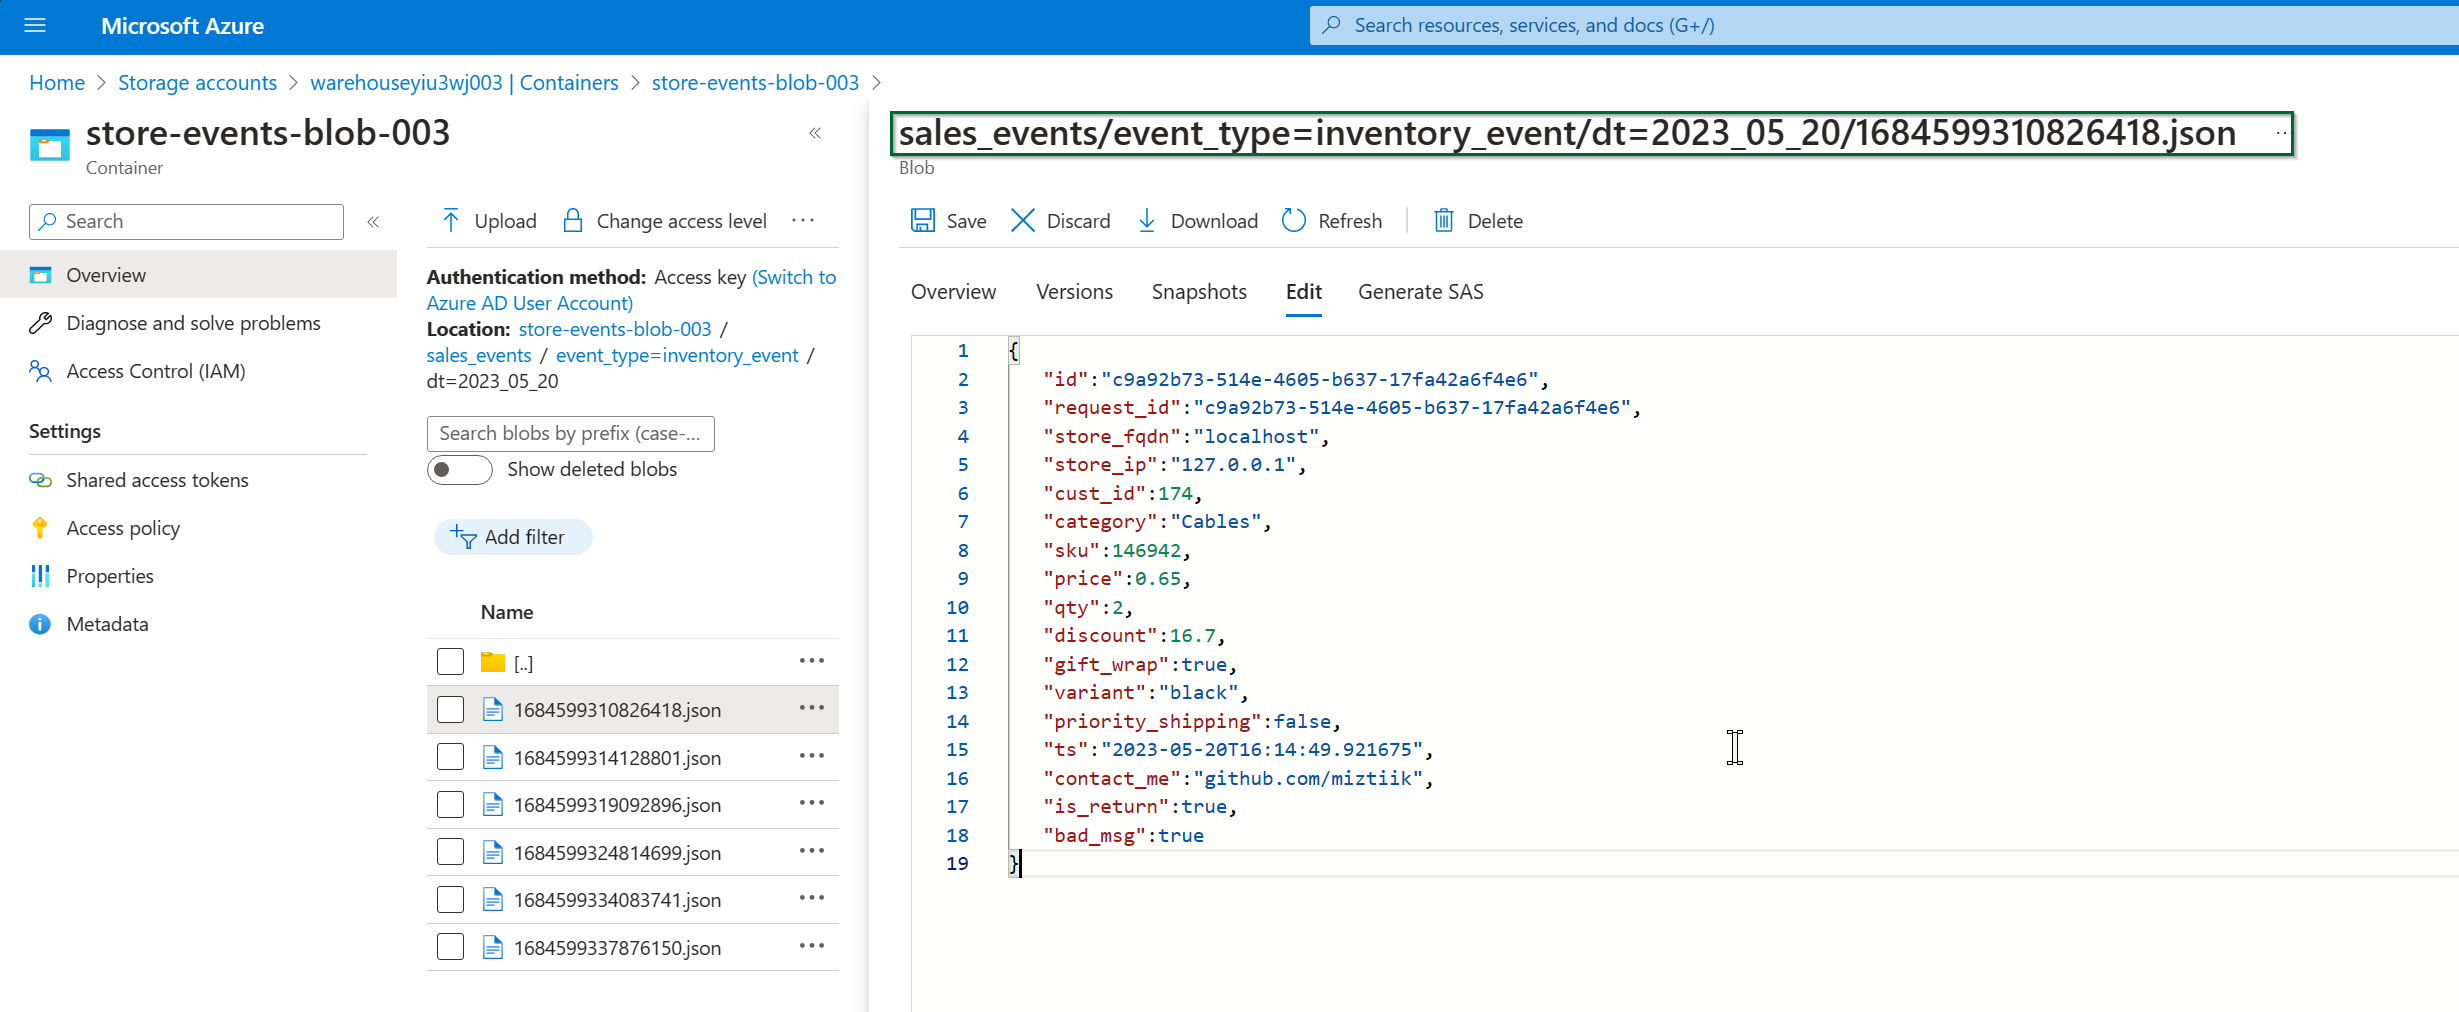 Microsoft Azure
Search resources, services, and docs (G+/)
Home > Storage accounts > warehouseyiu3wj003 | Containers > store-events-blob-003 >
store-events-blob-003
Container
Search
Overview
Diagnose and solve problems
Access Control (IAM)
Settings
Shared access tokens
Access policy
Properties
Metadata
Upload
Change access level
Authentication method: Access key (Switch to
Azure AD User Account)
Location: store-events-blob-003 /
sales_events / event_type=inventory_event /
dt=2023_05_20
Search blobs by prefix (case-...
Show deleted blobs
Add filter
Name
[..]
1684599310826418.json
1684599314128801.json
1684599319092896.json
1684599324814699.json
1684599334083741.json
1684599337876150.json
sales_events/event_type=inventory_event/dt=2023_05_20/1684599310826418.json
Blob
Save
Discard
Download
Refresh
Delete
Overview
Versions
Snapshots
Edit
Generate SAS
1 {
2 "id":"c9a92b73-514e-4605-b637-17fa42a6f4e6",
3 "request_id":"c9a92b73-514e-4605-b637-17fa42a6f4e6",
4 "store_fqdn":"localhost",
5 "store_ip":"127.0.0.1",
6 "cust_id":174,
7 "category":"Cables",
8 "sku":146942,
9 "price":0.65,
10 "qty":2,
11 "discount":16.7,
12 "gift_wrap":true,
13 "variant":"black",
14 "priority_shipping":false,
15 "ts":"2023-05-20T16:14:49.921675",
16 "contact_me":"github.com/miztiik",
17 "is_return":true,
18 "bad_msg":true
19 }